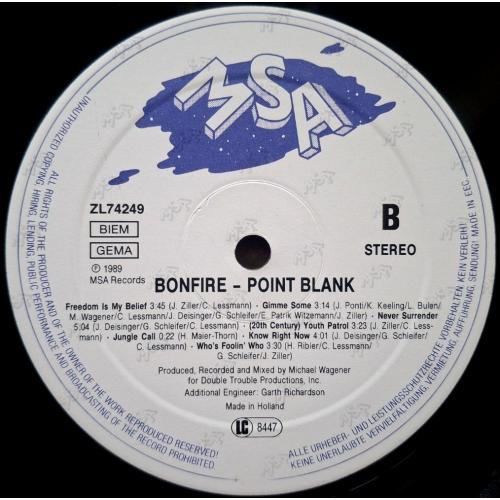 MSA
ZL74249
BIEM
GEMA
℗ 1989
MSA Records
B
STEREO
BONFIRE – POINT BLANK
Freedom Is My Belief 3:45 (J. Ziller/C. Lessmann) - Gimme Some 3:14 (J. Ponti/K. Keeling/L. Bulen/
M. Wagener/C. Lessmann/J. Deisinger/G. Schleifer/E. Patrik Witzemann/J. Ziller) - Never Surrender
5:04 (J. Deisinger/G. Schleifer/C. Lessmann) - (20th Century) Youth Patrol 3:23 (J. Ziller/C. Less-
mann) - Jungle Call 0:22 (H. Maier-Thorn) - Know Right Now 4:01 (J. Deisinger/G. Schleifer/
C. Lessmann) - Who's Foolin' Who 3:30 (H. Ribler/C. Lessmann/
G. Schleifer/J. Ziller)
Produced, Recorded and Mixed by Michael Wagener
for Double Trouble Productions, Inc.
Additional Engineer: Garth Richardson
Made in Holland
LC 8447
ALL RIGHTS OF THE PRODUCER AND OF THE OWNER OF THE WORK REPRODUCED RESERVED!
UNAUTHORIZED COPYING, HIRING, LENDING, PUBLIC PERFORMANCE AND BROADCASTING OF THE RECORD PROHIBITED.
ALLE URHEBER- UND LEISTUNGSSCHUTZRECHTE VORBEHALTEN. MADE IN EEC
KEINE UNERLAUBTE VERVIELFÄLTIGUNG, VERMIETUNG, AUFFÜHRUNG, SENDUNG!